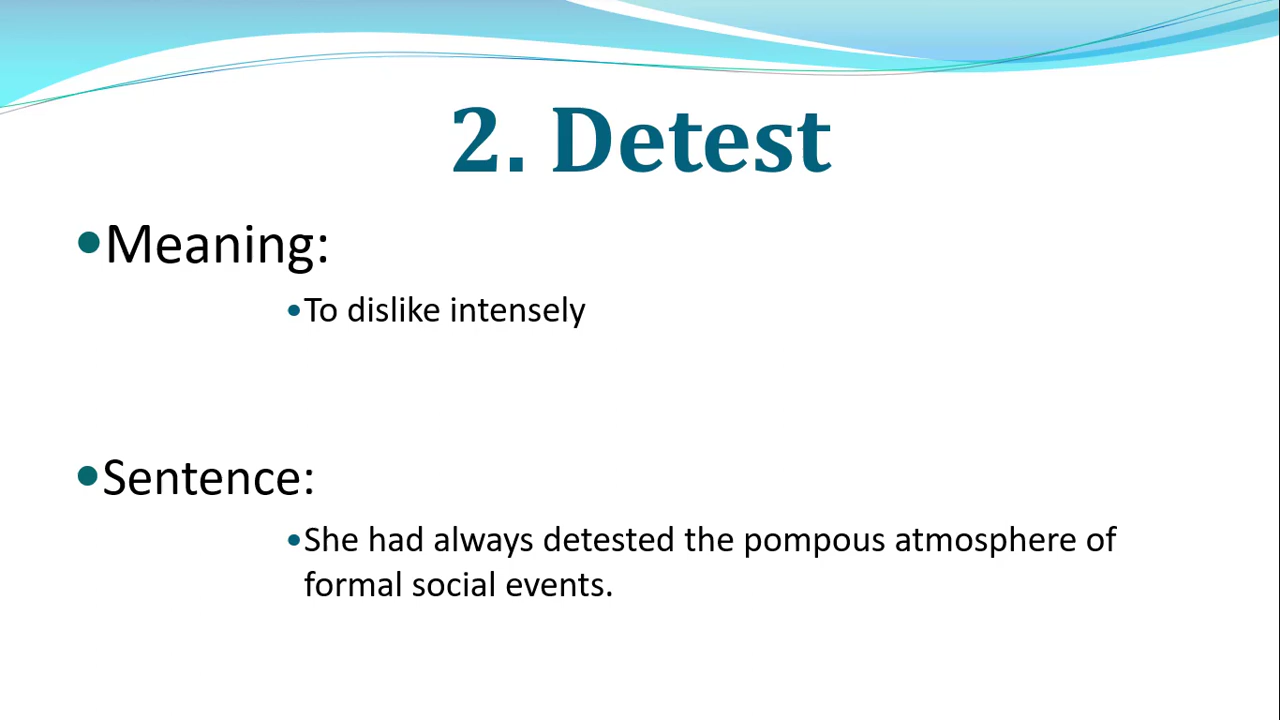 2. Detest
•Meaning:
•To dislike intensely
•Sentence:
•She had always detested the pompous atmosphere of
formal social events.